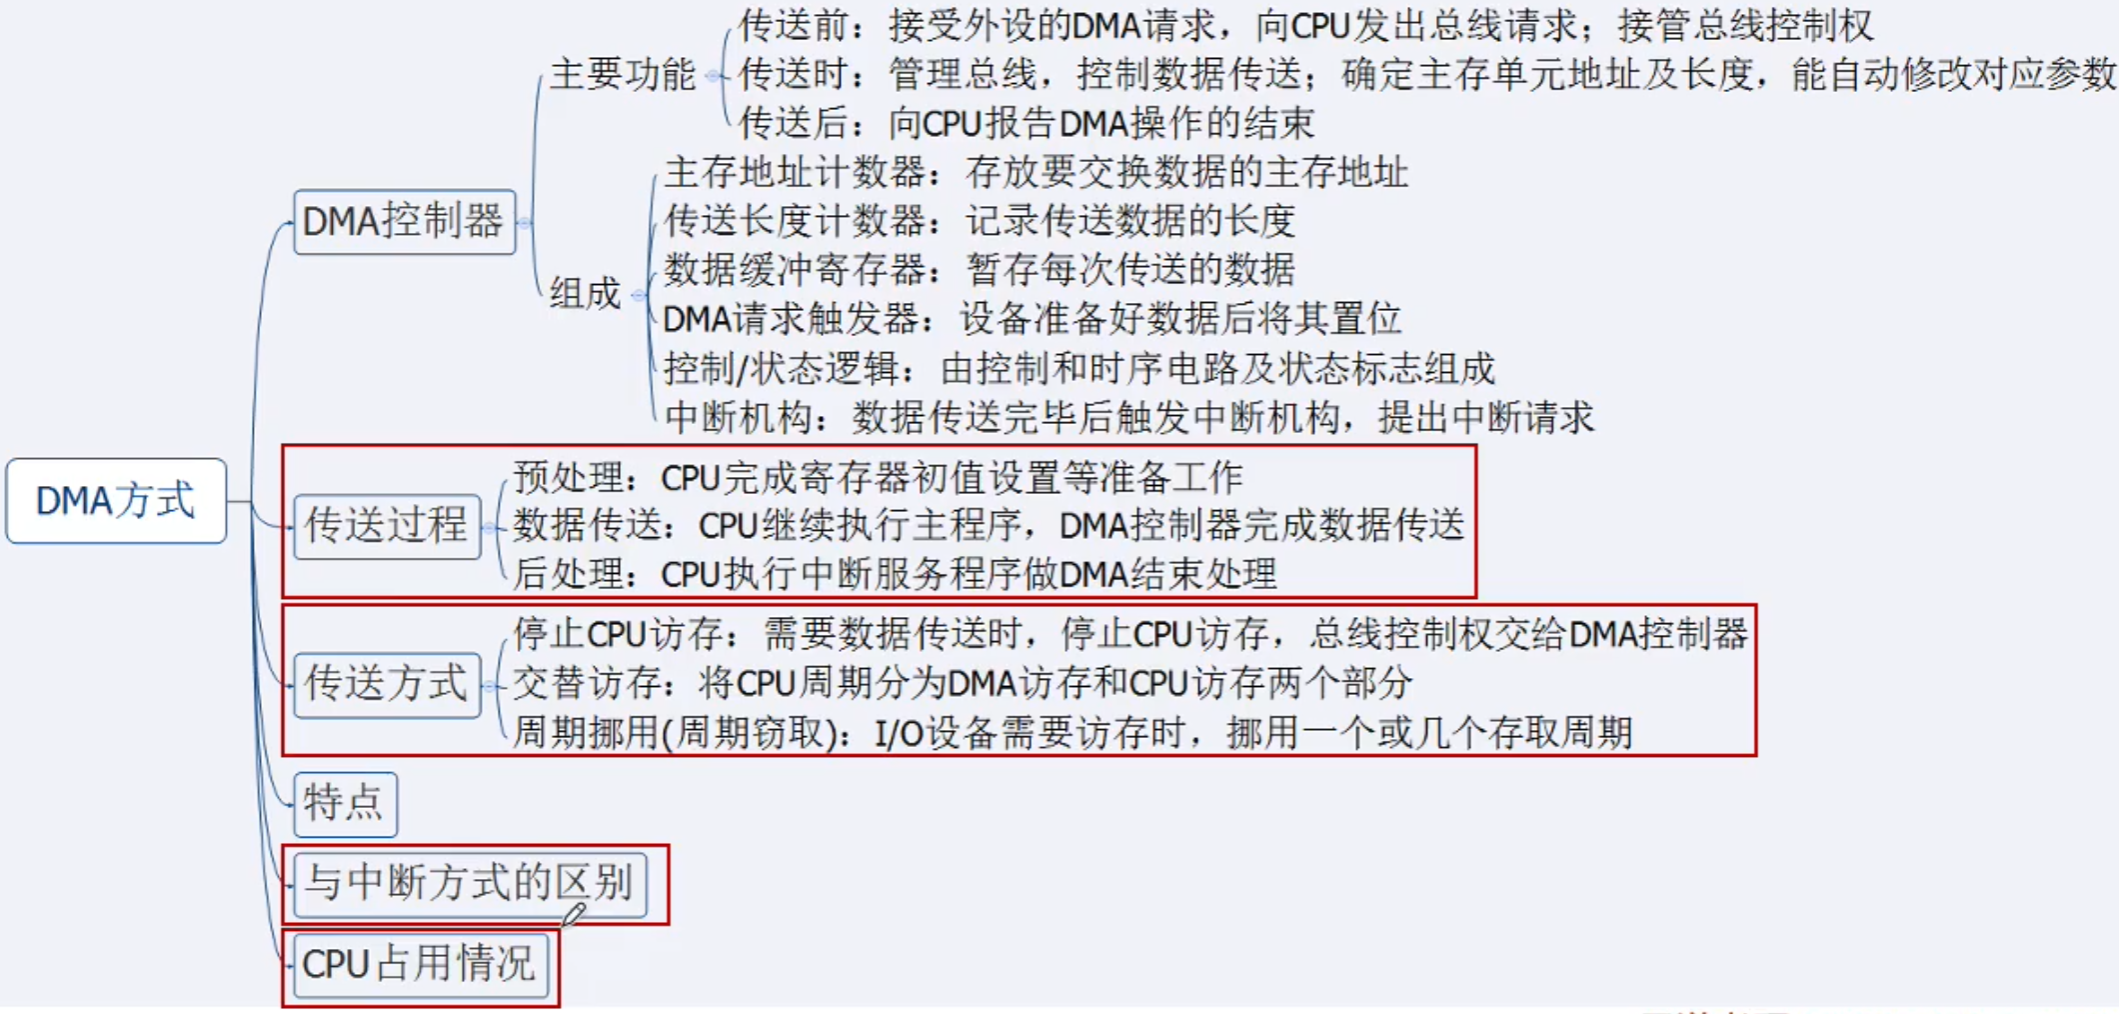 传送前：接受外设的DMA请求，向CPU发出总线请求；接管总线控制权
主要功能
传送时：管理总线，控制数据传送；确定主存单元地址及长度，能自动修改对应参数
传送后：向CPU报告DMA操作的结束
主存地址计数器：存放要交换数据的主存地址
DMA控制器
传送长度计数器：记录传送数据的长度
数据缓冲寄存器：暂存每次传送的数据
组成
DMA请求触发器：设备准备好数据后将其置位
控制/状态逻辑：由控制和时序电路及状态标志组成
中断机构：数据传送完毕后触发中断机构，提出中断请求
DMA方式
预处理：CPU完成寄存器初值设置等准备工作
传送过程
数据传送：CPU继续执行主程序，DMA控制器完成数据传送
后处理：CPU执行中断服务程序做DMA结束处理
停止CPU访存：需要数据传送时，停止CPU访存，总线控制权交给DMA控制器
传送方式
交替访存：将CPU周期分为DMA访存和CPU访存两个部分
周期挪用(周期窃取)：I/O设备需要访存时，挪用一个或几个存取周期
特点
与中断方式的区别
CPU占用情况